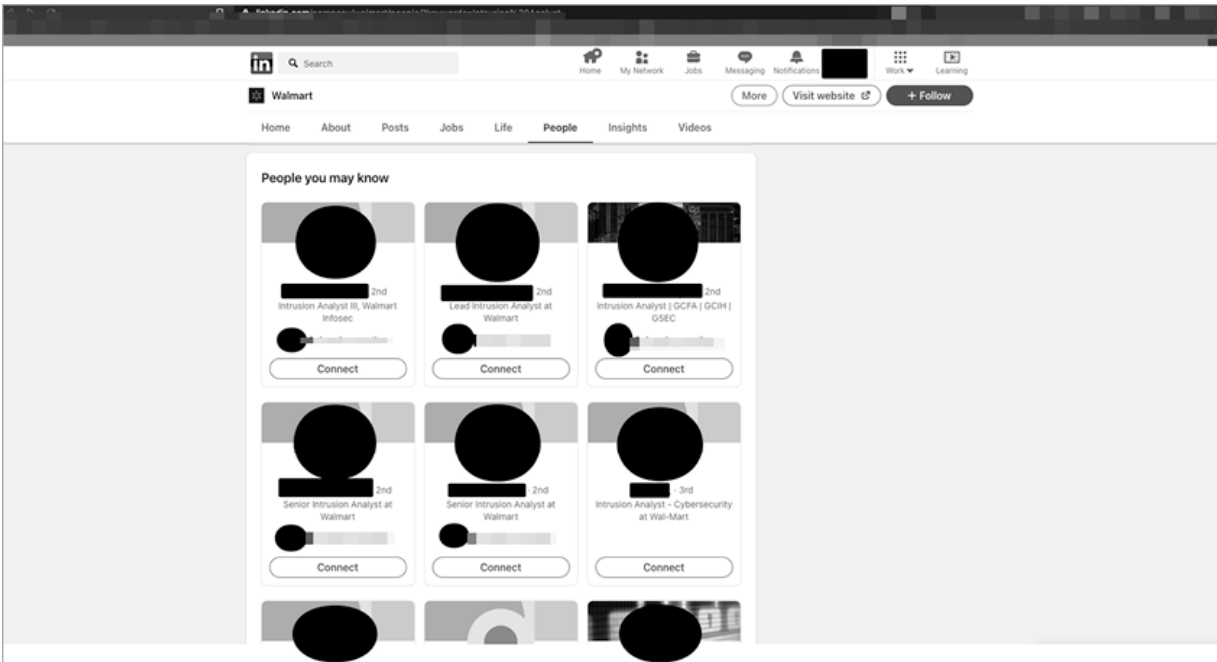 in
Search
Home
My Network
Jobs
Messaging
Notifications
Work
Learning
Walmart
More
Visit website
+ Follow
Home
About
Posts
Jobs
Life
People
Insights
Videos
People you may know
2nd
Intrusion Analyst III, Walmart
Infosec
Connect
2nd
Lead Intrusion Analyst at
Walmart
Connect
2nd
Intrusion Analyst | GCFA | GCIH |
GSEC
Connect
2nd
Senior Intrusion Analyst at
Walmart
Connect
· 2nd
Senior Intrusion Analyst at
Walmart
Connect
· 3rd
Intrusion Analyst - Cybersecurity
at Wal-Mart
Connect